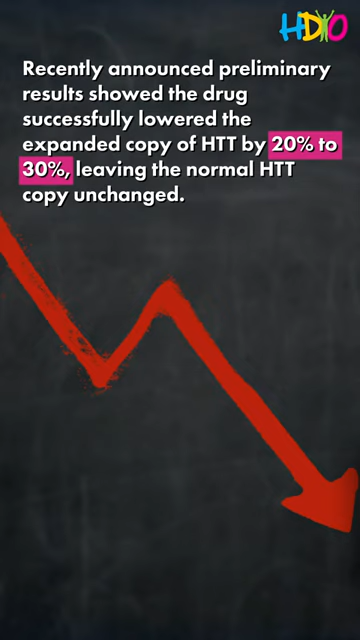 HDYO
Recently announced preliminary
results showed the drug
successfully lowered the
expanded copy of HTT by 20% to
30%, leaving the normal HTT
copy unchanged.